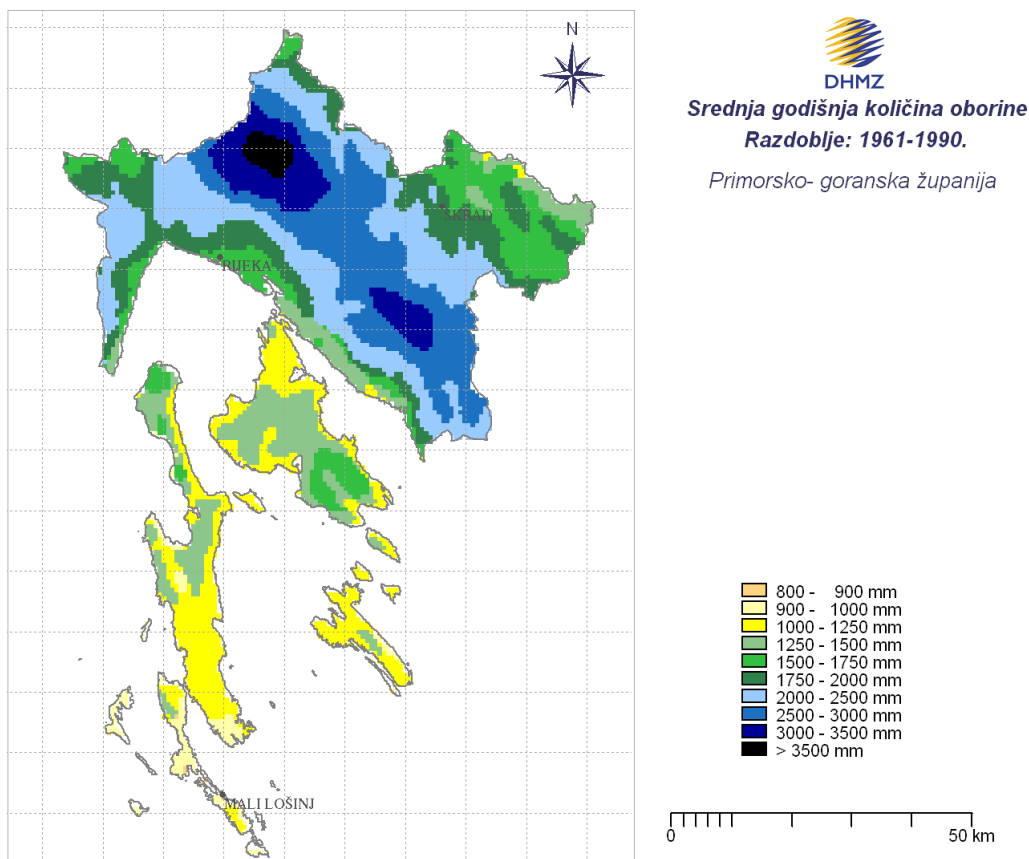 N
DHMZ
Srednja godišnja količina oborine
Razdoblje: 1961-1990.
Primorsko- goranska županija
ŠKRAD
RIJEKA
MALI LOŠINJ
800 - 900 mm
900 - 1000 mm
1000 - 1250 mm
1250 - 1500 mm
1500 - 1750 mm
1750 - 2000 mm
2000 - 2500 mm
2500 - 3000 mm
3000 - 3500 mm
> 3500 mm
0 50 km